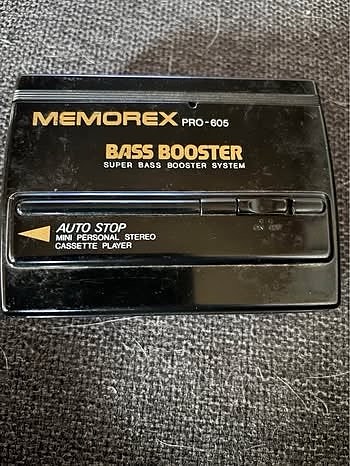 MEMOREX PRO-605
BASS BOOSTER
SUPER BASS BOOSTER SYSTEM
AUTO STOP
MINI PERSONAL STEREO
CASSETTE PLAYER